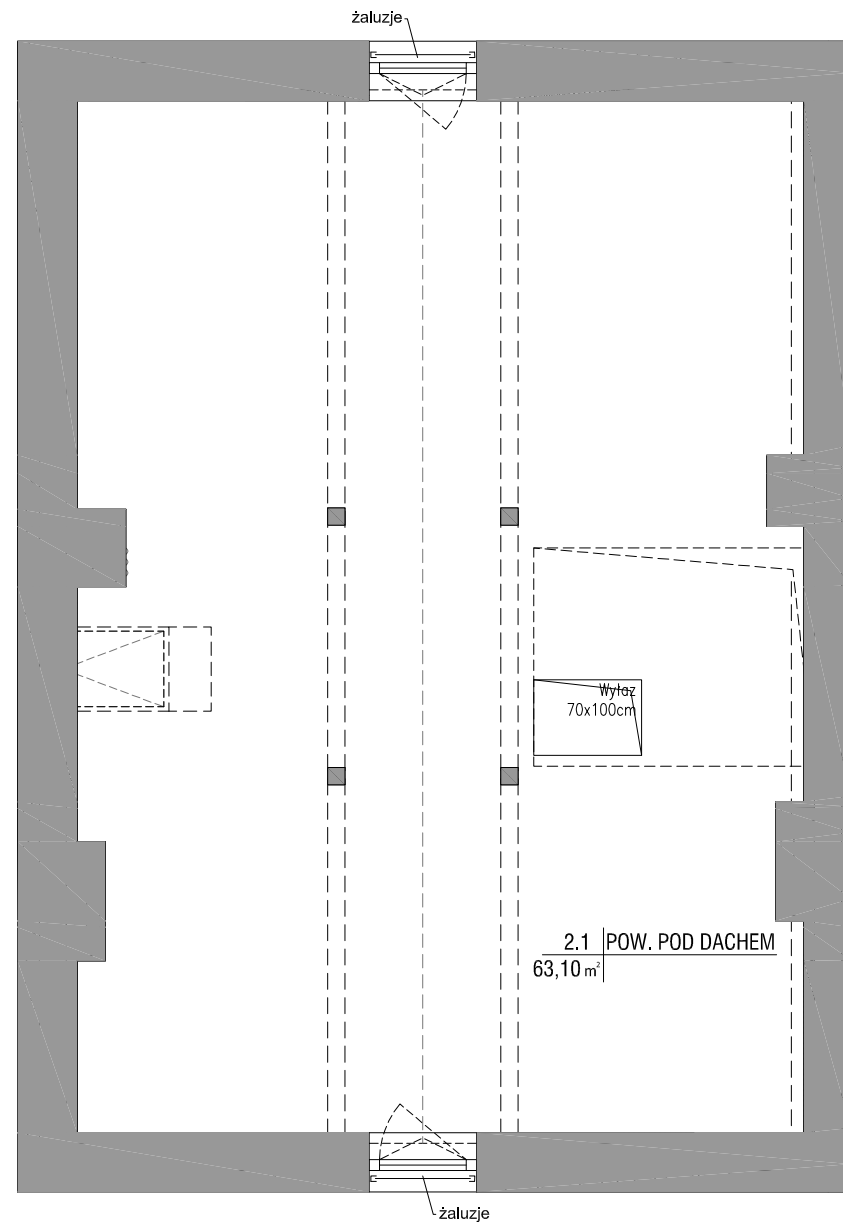 żaluzje
Wyłaz
70x100cm
2.1 POW. POD DACHEM
63,10 m²
żaluzje